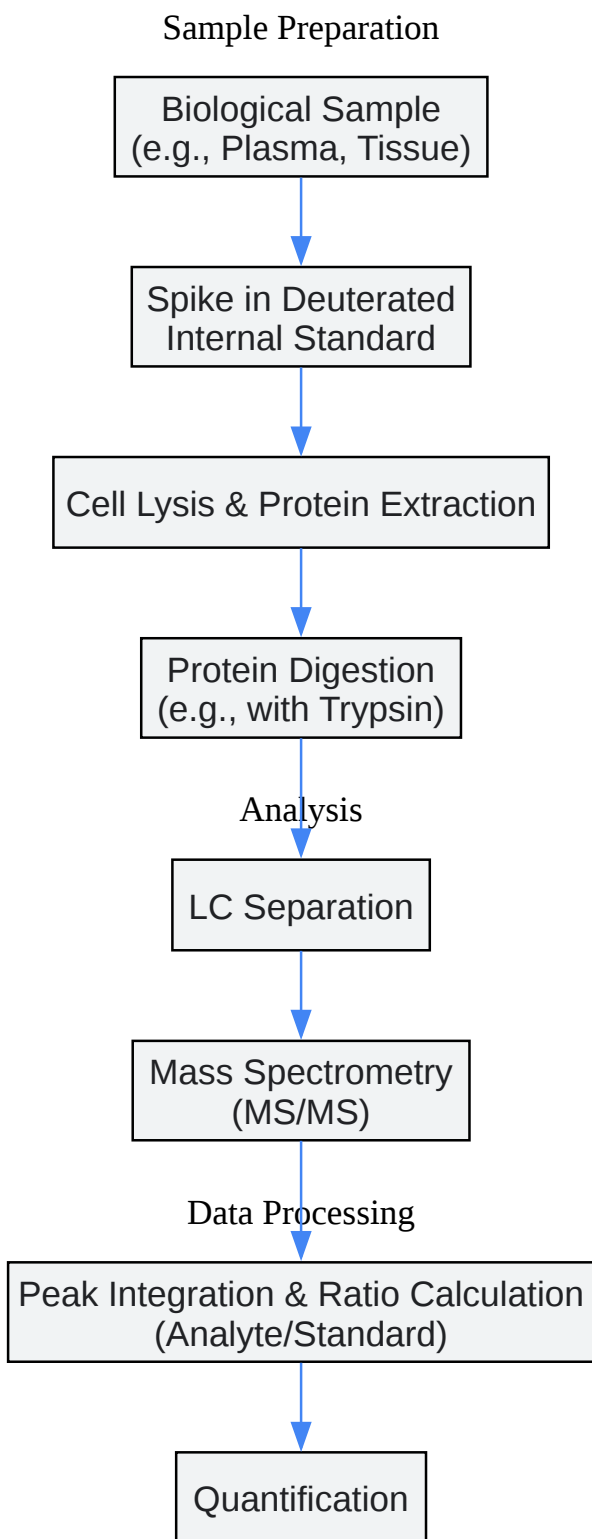 Sample Preparation
Biological Sample
(e.g., Plasma, Tissue)
Spike in Deuterated
Internal Standard
Cell Lysis & Protein Extraction
Protein Digestion
(e.g., with Trypsin)
Analysis
LC Separation
Mass Spectrometry
(MS/MS)
Data Processing
Peak Integration & Ratio Calculation
(Analyte/Standard)
Quantification